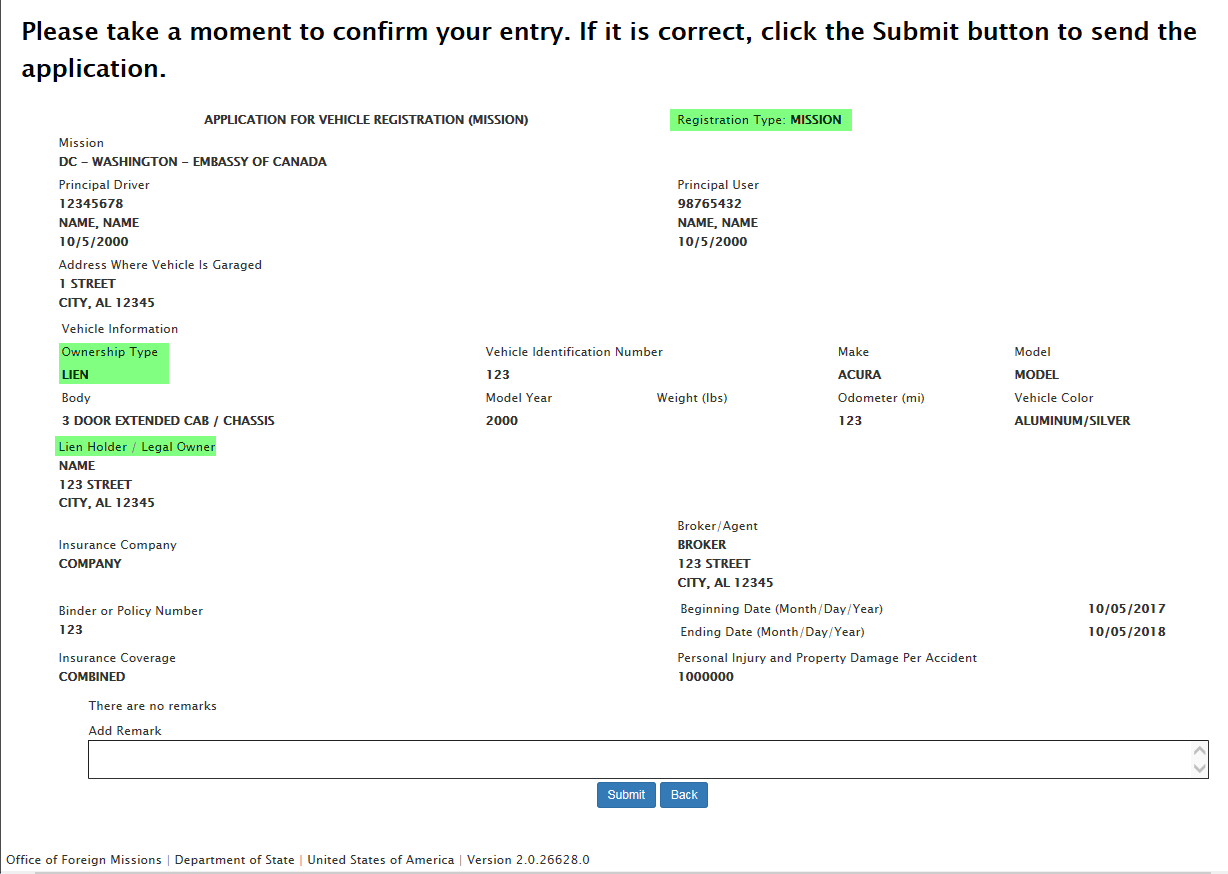 Please take a moment to confirm your entry. If it is correct, click the Submit button to send the
application.
APPLICATION FOR VEHICLE REGISTRATION (MISSION)
Registration Type: MISSION
Mission
DC – WASHINGTON – EMBASSY OF CANADA
Principal Driver
12345678
NAME, NAME
10/5/2000
Principal User
98765432
NAME, NAME
10/5/2000
Address Where Vehicle Is Garaged
1 STREET
CITY, AL 12345
Vehicle Information
Ownership Type
LIEN
Vehicle Identification Number
123
Make
ACURA
Model
MODEL
Body
3 DOOR EXTENDED CAB / CHASSIS
Model Year
2000
Weight (lbs)
Odometer (mi)
123
Vehicle Color
ALUMINUM/SILVER
Lien Holder / Legal Owner
NAME
123 STREET
CITY, AL 12345
Insurance Company
COMPANY
Broker/Agent
BROKER
123 STREET
CITY, AL 12345
Binder or Policy Number
123
Beginning Date (Month/Day/Year) 10/05/2017
Ending Date (Month/Day/Year) 10/05/2018
Insurance Coverage
COMBINED
Personal Injury and Property Damage Per Accident
1000000
There are no remarks
Add Remark
Submit Back
Office of Foreign Missions | Department of State | United States of America | Version 2.0.26628.0